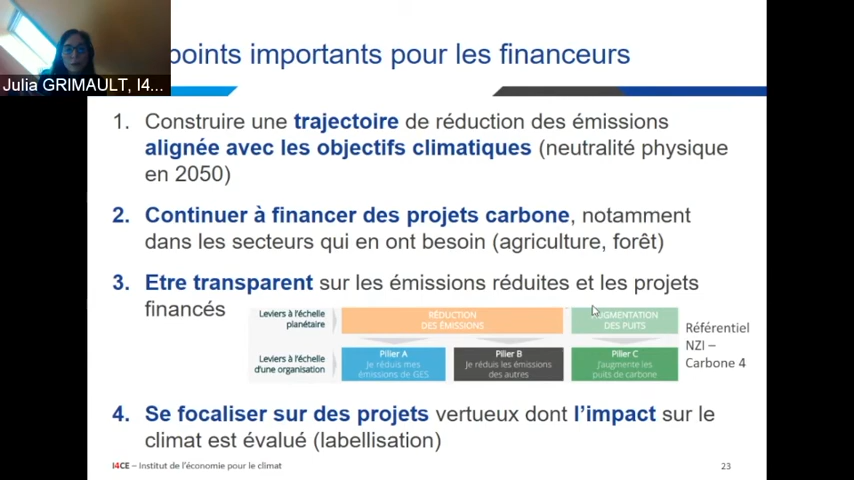 points importants pour les financeurs
Julia GRIMAULT, I4...
1. Construire une trajectoire de réduction des émissions
alignée avec les objectifs climatiques (neutralité physique
en 2050)
2. Continuer à financer des projets carbone, notamment
dans les secteurs qui en ont besoin (agriculture, forêt)
3. Etre transparent sur les émissions réduites et les projets
financés
Leviers à l'échelle
planétaire
RÉDUCTION
DES ÉMISSIONS
AUGMENTATION
DES PUITS
Leviers à l'échelle
d'une organisation
Pilier A
Je réduis mes
émissions de GES
Pilier B
Je réduis les émissions
des autres
Pilier C
J'augmente les
puits de carbone
Référentiel
NZI –
Carbone 4
4. Se focaliser sur des projets vertueux dont l'impact sur le
climat est évalué (labellisation)
I4CE – Institut de l'économie pour le climat
23